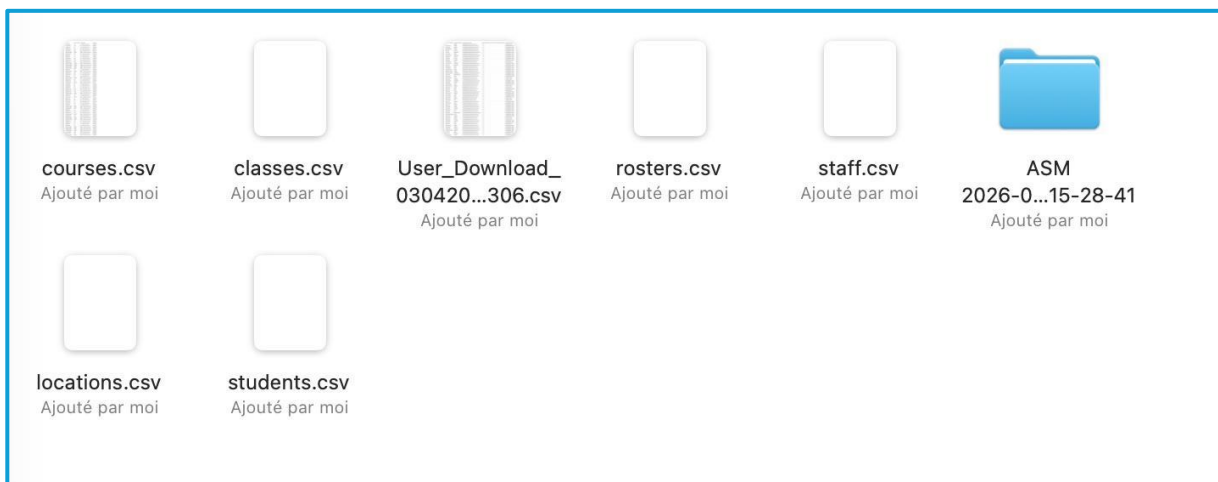 courses.csv
Ajouté par moi
classes.csv
Ajouté par moi
User_Download_
030420...306.csv
Ajouté par moi
rosters.csv
Ajouté par moi
staff.csv
Ajouté par moi
ASM
2026-0...15-28-41
Ajouté par moi
locations.csv
Ajouté par moi
students.csv
Ajouté par moi